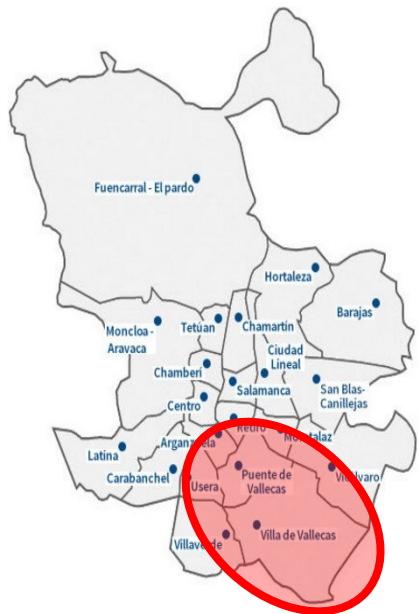 Fuencarral - El pardo
Hortaleza
Barajas
Moncloa -
Aravaca
Tetúan
Chamartín
Ciudad
Lineal
Chamberí
Salamanca
San Blas-
Canillejas
Centro
Retiro
Arganzuela
Moratalaz
Latina
Carabanchel
Usera
Puente de
Vallecas
Vicálvaro
Villaverde
Villa de Vallecas